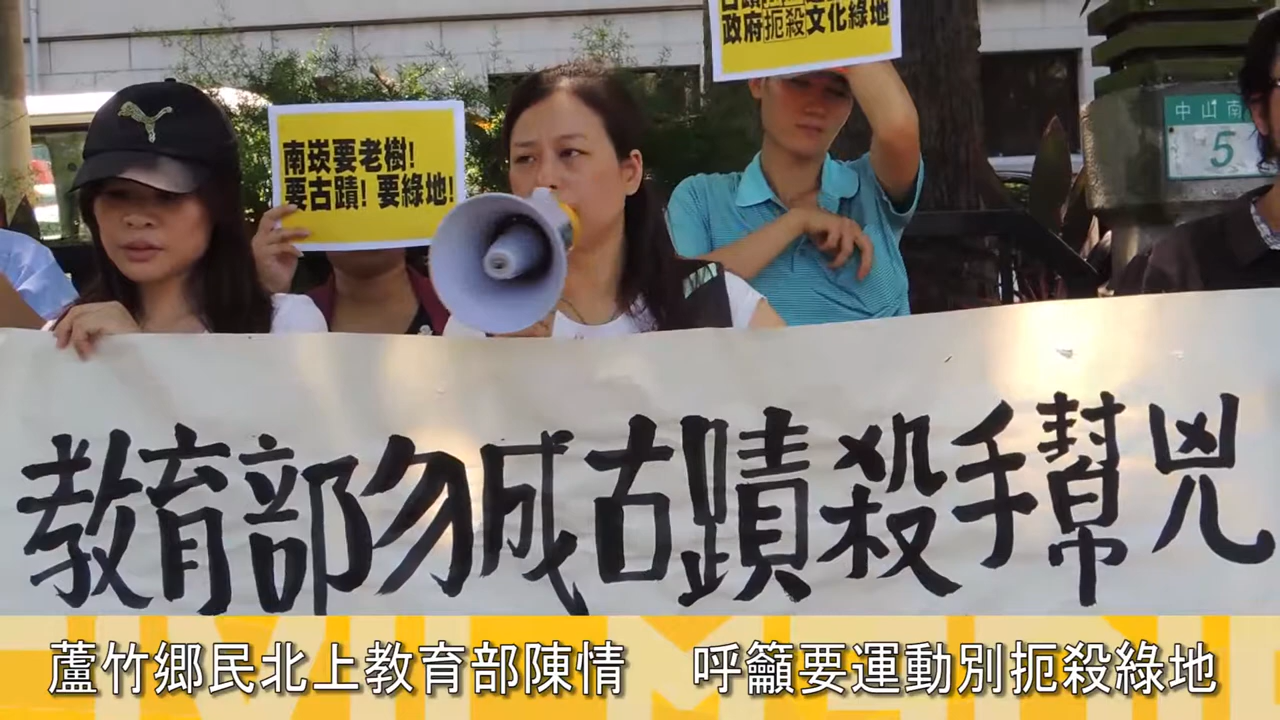 政府扼殺文化綠地
南崁要老樹!
要古蹟! 要綠地!
中山南
5
教育部勿成古蹟殺手幫兇
蘆竹鄉民北上教育部陳情 呼籲要運動別扼殺綠地